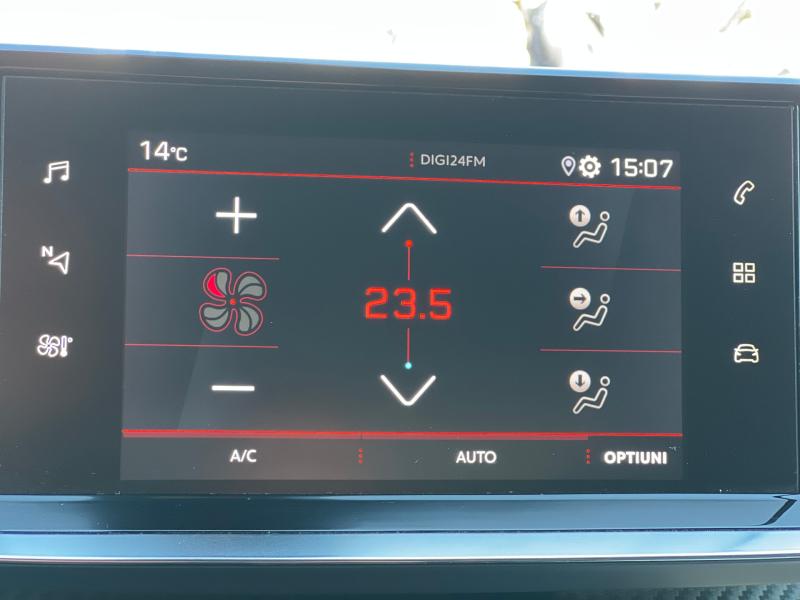 14°C
DIGI24FM
15:07
N
23.5
A/C
AUTO
OPTIUNI